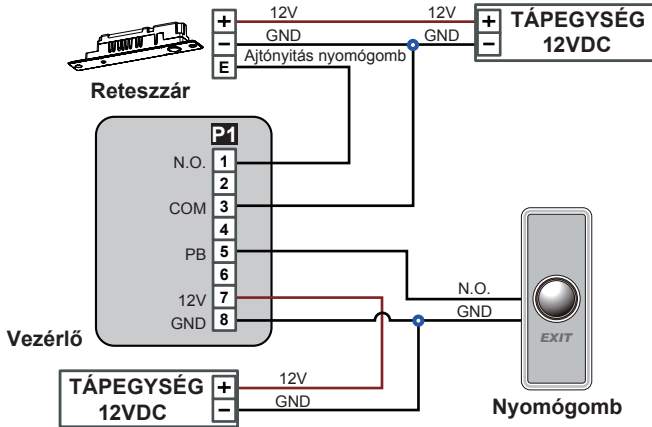 + 12V 12V + TÁPEGYSÉG
− GND GND − 12VDC
E Ajtónyitás nyomógomb
Reteszzár
P1
N.O. 1
2
COM 3
4
PB 5
6
12V 7
GND 8
Vezérlő
N.O.
GND
EXIT
Nyomógomb
TÁPEGYSÉG + 12V
12VDC − GND